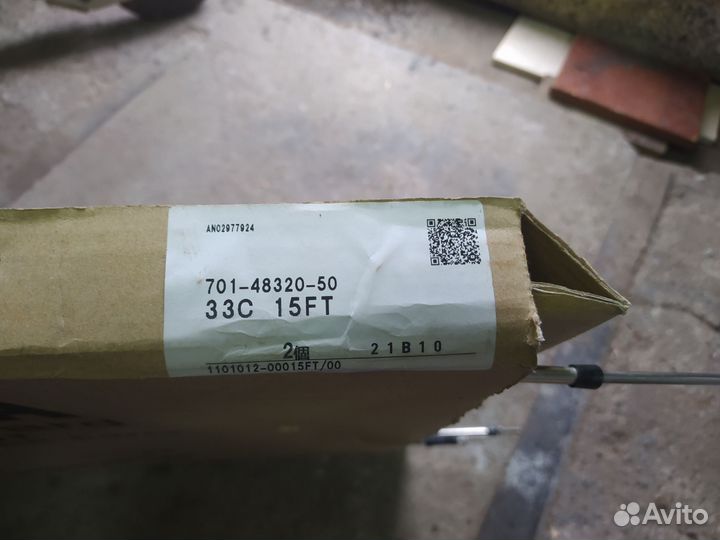 AN02977924
701-48320-50
33C 15FT
2個 21B10
1101012-00015FT/00
Avito